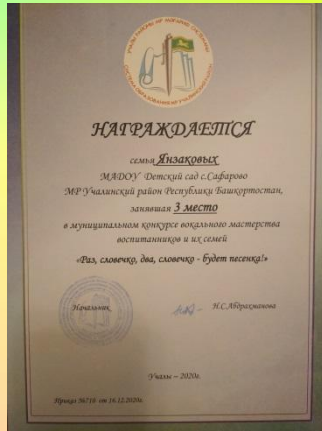 НАГРАЖДАЕТСЯ
семья Янзаковых
МАДОУ Детский сад с.Сафарово
МР Учалинский район Республики Башкортостан,
занявшая 3 место
в муниципальном конкурсе вокального мастерства
воспитанников и их семей
«Раз, словечко, два, словечко - будет песенка!»
Начальник Н.С.Абдрахманова
Учалы – 2020г.
Приказ №710 от 14.12.2020г.